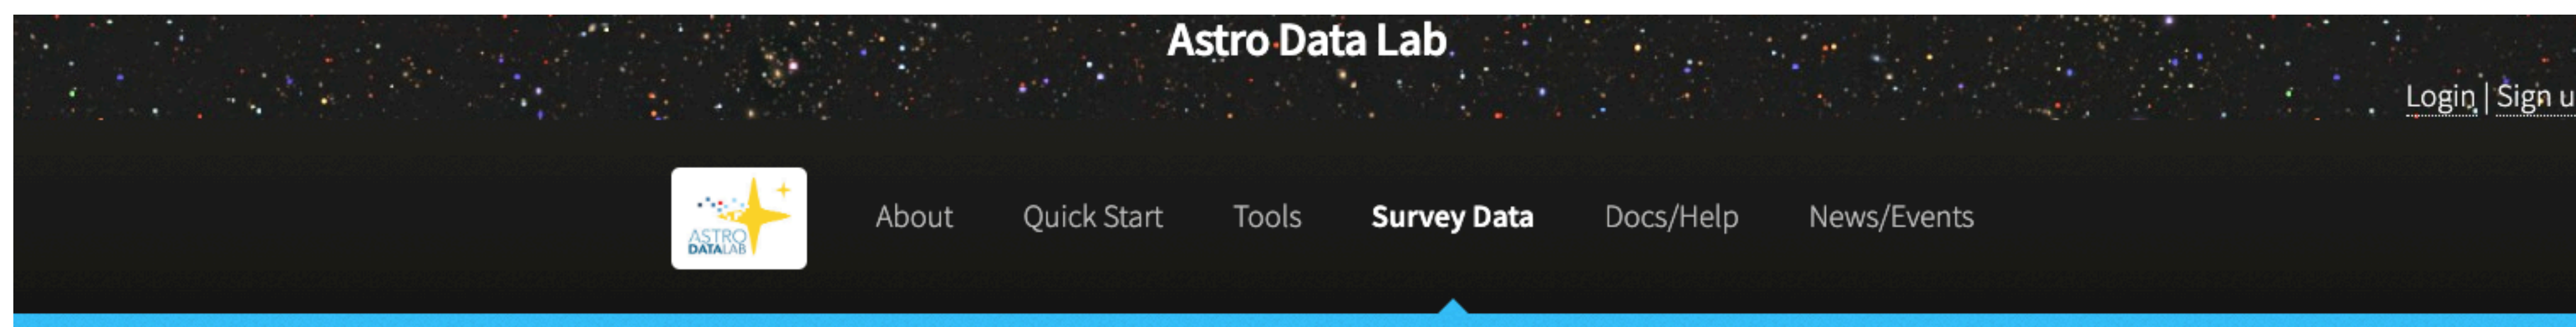 Astro Data Lab
Login | Sign u
ASTRO
DATALAB
About Quick Start Tools Survey Data Docs/Help News/Events